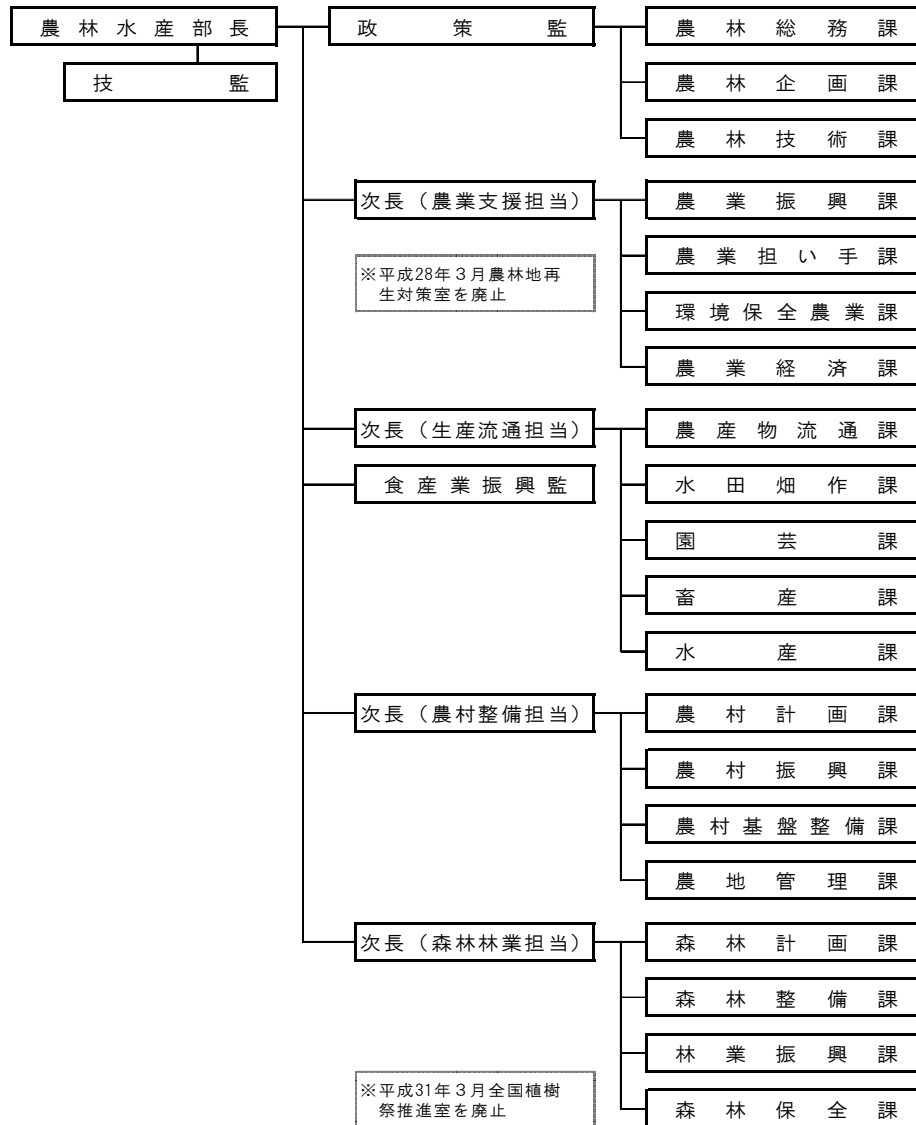 農林水産部長
政策監
農林総務課
技監
農林企画課
農林技術課
次長（農業支援担当）
農業振興課
※平成28年３月農林地再
生対策室を廃止
農業担い手課
環境保全農業課
農業経済課
次長（生産流通担当）
農産物流通課
食産業振興監
水田畑作課
園芸課
畜産課
水産課
次長（農村整備担当）
農村計画課
農村振興課
農村基盤整備課
農地管理課
次長（森林林業担当）
森林計画課
森林整備課
林業振興課
※平成31年３月全国植樹
祭推進室を廃止
森林保全課